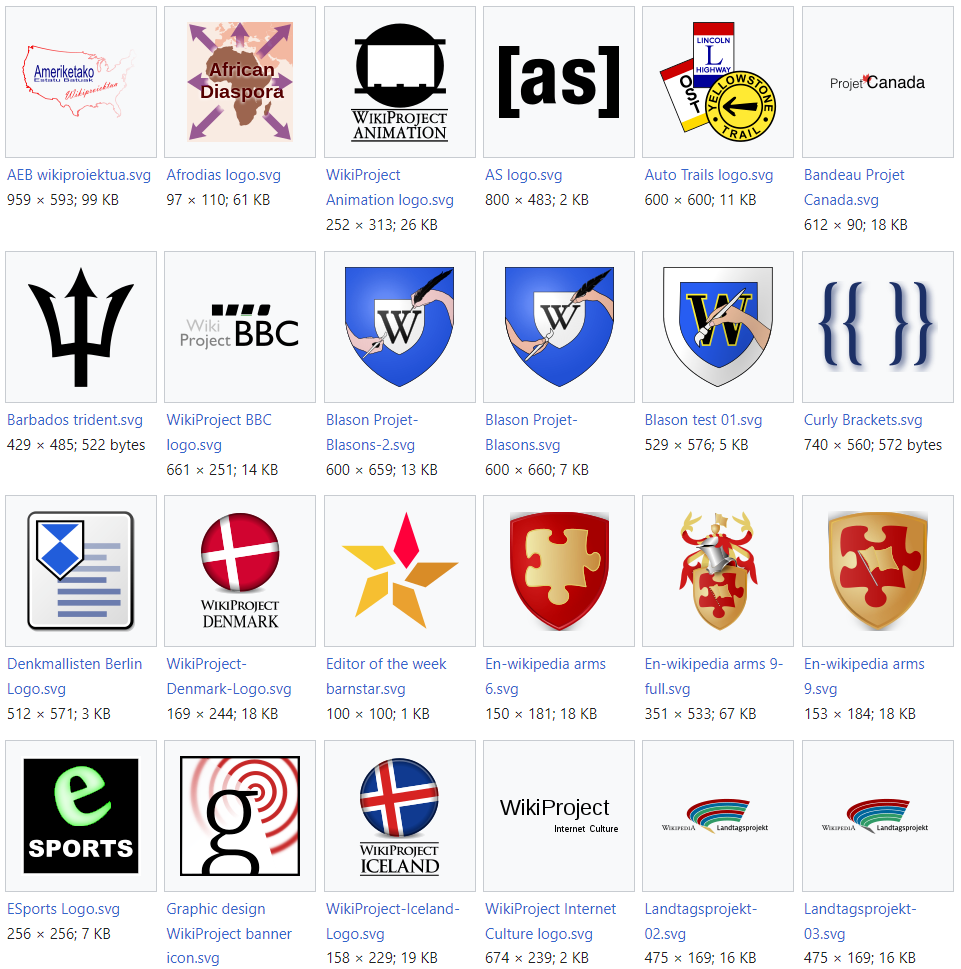 Ameriketako
Estatu Batuak
Wikiproiektua
African
Diaspora
WIKIPROJECT
ANIMATION
[as]
LINCOLN
L
HIGHWAY
OST
YELLOWSTONE
TRAIL
Projet Canada
AEB wikiproiektua.svg
959 × 593; 99 KB
Afrodias logo.svg
97 × 110; 61 KB
WikiProject
Animation logo.svg
252 × 313; 26 KB
AS logo.svg
800 × 483; 2 KB
Auto Trails logo.svg
600 × 600; 11 KB
Bandeau Projet
Canada.svg
612 × 90; 18 KB
Wiki
Project BBC
W
W
W
{{ }}
Barbados trident.svg
429 × 485; 522 bytes
WikiProject BBC
logo.svg
661 × 251; 14 KB
Blason Projet-
Blasons-2.svg
600 × 659; 13 KB
Blason Projet-
Blasons.svg
600 × 660; 7 KB
Blason test 01.svg
529 × 576; 5 KB
Curly Brackets.svg
740 × 560; 572 bytes
WIKIPROJECT
DENMARK
Denkmallisten Berlin
Logo.svg
512 × 571; 3 KB
WikiProject-
Denmark-Logo.svg
169 × 244; 18 KB
Editor of the week
barnstar.svg
100 × 100; 1 KB
En-wikipedia arms
6.svg
150 × 181; 18 KB
En-wikipedia arms 9-
full.svg
351 × 533; 67 KB
En-wikipedia arms
9.svg
153 × 184; 18 KB
e
SPORTS
g
WIKIPROJECT
ICELAND
WikiProject
Internet Culture
WIKIPEDIA Landtagsprojekt
WIKIPEDIA Landtagsprojekt
ESports Logo.svg
256 × 256; 7 KB
Graphic design
WikiProject banner
icon.svg
WikiProject-Iceland-
Logo.svg
158 × 229; 19 KB
WikiProject Internet
Culture logo.svg
674 × 239; 2 KB
Landtagsprojekt-
02.svg
475 × 169; 16 KB
Landtagsprojekt-
03.svg
475 × 169; 16 KB